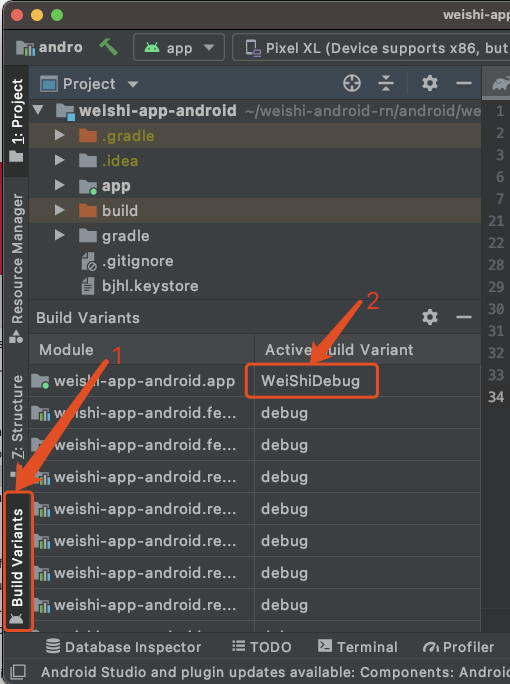 weishi-app
andro
app
Pixel XL (Device supports x86, but
1: Project
Project
weishi-app-android ~/weishi-android-rn/android/we
.gradle
.idea
app
build
gradle
.gitignore
bjhl.keystore
1
2
3
6
7
21
22
28
29
30
31
32
33
34
Resource Manager
Build Variants
2
Module
Active Build Variant
1
weishi-app-android.app WeiShiDebug
weishi-app-android.fe... debug
weishi-app-android.fe... debug
weishi-app-android.re... debug
weishi-app-android.re... debug
weishi-app-android.re... debug
weishi-app-android.re... debug
weishi-app-android.re... debug
Z: Structure
Build Variants
Database Inspector
TODO
Terminal
Profiler
Android Studio and plugin updates available: Components: Android